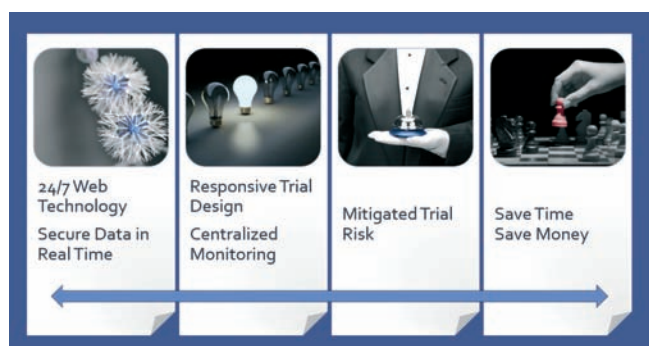 24/7 Web
Technology
Secure Data in
Real Time
Responsive Trial
Design
Centralized
Monitoring
Mitigated Trial
Risk
Save Time
Save Money